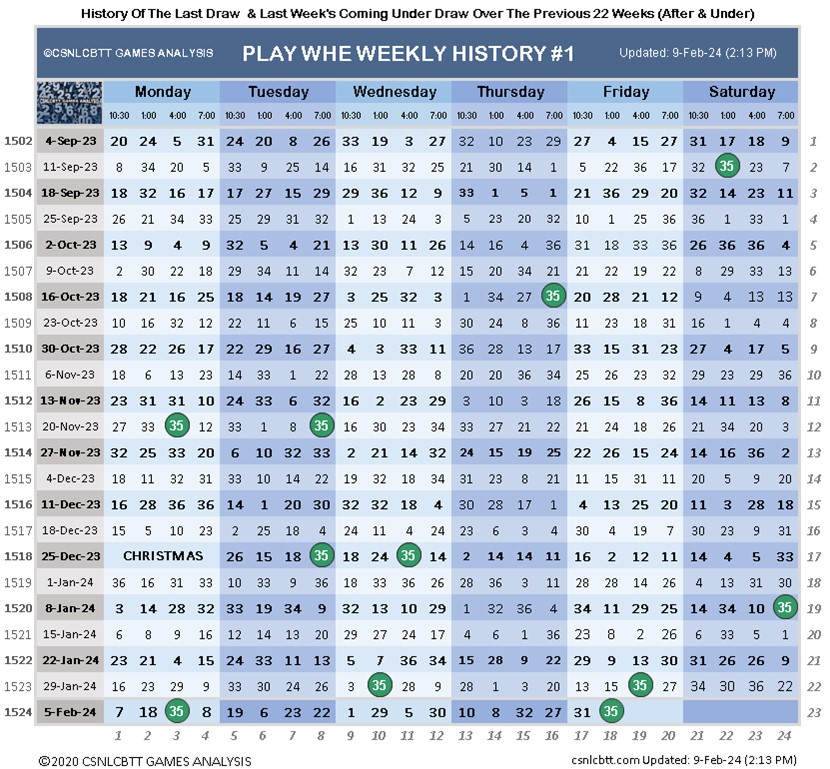 History Of The Last Draw & Last Week's Coming Under Draw Over The Previous 22 Weeks (After & Under)
©CSNLCBTT GAMES ANALYSIS PLAY WHE WEEKLY HISTORY #1 Updated: 9-Feb-24 (2:13 PM)
CSNLCBTT GAMES ANALYSIS
Monday Tuesday Wednesday Thursday Friday Saturday
10:30 1:00 4:00 7:00 10:30 1:00 4:00 7:00 10:30 1:00 4:00 7:00 10:30 1:00 4:00 7:00 10:30 1:00 4:00 7:00 10:30 1:00 4:00 7:00
1502 4-Sep-23 20 24 5 31 24 20 8 26 33 19 3 27 32 10 23 29 27 4 15 27 31 17 18 9 1
1503 11-Sep-23 8 34 20 5 33 9 25 14 16 31 32 25 21 30 14 1 5 22 36 17 32 35 23 7 2
1504 18-Sep-23 18 32 16 17 17 27 15 29 29 36 12 9 33 1 5 1 21 36 29 20 32 14 23 11 3
1505 25-Sep-23 26 21 34 33 25 29 31 32 1 13 24 3 5 23 20 32 10 1 25 36 36 1 33 1 4
1506 2-Oct-23 13 9 4 9 32 5 4 21 13 30 11 26 14 16 4 36 31 18 33 36 26 36 36 4 5
1507 9-Oct-23 2 30 22 18 29 34 11 14 32 23 7 12 15 20 34 21 21 22 19 22 8 29 33 13 6
1508 16-Oct-23 18 21 16 25 18 14 19 27 3 25 32 3 1 34 27 35 20 28 21 12 9 4 13 13 7
1509 23-Oct-23 10 16 32 12 22 11 6 15 25 10 11 3 30 24 8 36 11 23 18 31 16 1 4 4 8
1510 30-Oct-23 28 22 26 17 22 29 16 27 4 3 33 11 36 28 13 17 33 15 31 23 27 4 17 5 9
1511 6-Nov-23 18 6 13 23 14 33 1 22 28 13 28 8 20 20 36 34 25 26 23 36 29 23 29 36 10
1512 13-Nov-23 23 31 31 10 24 33 6 32 16 2 23 29 3 10 3 18 26 15 8 36 14 11 13 8 11
1513 20-Nov-23 27 33 35 12 33 1 8 35 16 30 23 34 33 27 21 22 21 24 18 26 21 34 20 3 12
1514 27-Nov-23 32 25 33 20 6 10 32 33 2 21 14 32 24 15 19 25 22 26 15 33 14 16 36 2 13
1515 4-Dec-23 18 11 32 31 33 10 14 22 32 32 18 34 31 23 8 21 11 15 31 11 20 5 9 20 14
1516 11-Dec-23 16 28 36 36 14 1 20 30 32 32 18 4 30 28 17 1 4 13 25 20 11 3 28 18 15
1517 18-Dec-23 15 5 10 23 2 25 18 4 24 11 4 24 33 6 22 6 30 4 19 7 30 23 9 31 16
1518 25-Dec-23 CHRISTMAS 26 15 18 35 18 24 35 14 2 14 14 11 16 2 12 11 14 4 5 33 17
1519 1-Jan-24 36 16 31 33 10 33 9 36 18 33 36 26 28 36 3 11 28 28 14 26 4 13 31 30 18
1520 8-Jan-24 3 14 28 32 33 19 34 9 32 13 10 29 1 32 36 4 34 11 29 25 14 34 10 35 19
1521 15-Jan-24 6 8 9 16 12 14 13 20 29 27 24 17 4 6 1 36 23 8 2 26 6 33 5 1 20
1522 22-Jan-24 23 21 4 15 24 33 11 13 5 7 36 34 15 28 9 22 29 9 13 30 31 26 26 9 21
1523 29-Jan-24 16 23 29 9 33 30 24 26 3 35 28 9 28 1 3 20 13 15 35 27 34 30 36 22 22
1524 5-Feb-24 7 18 35 8 19 6 23 22 1 29 5 30 10 8 32 27 31 35 23
1 2 3 4 5 6 7 8 9 10 11 12 13 14 15 16 17 18 19 20 21 22 23 24
©2020 CSNLCBTT GAMES ANALYSIS csnlcbtt.com Updated: 9-Feb-24 (2:13 PM)